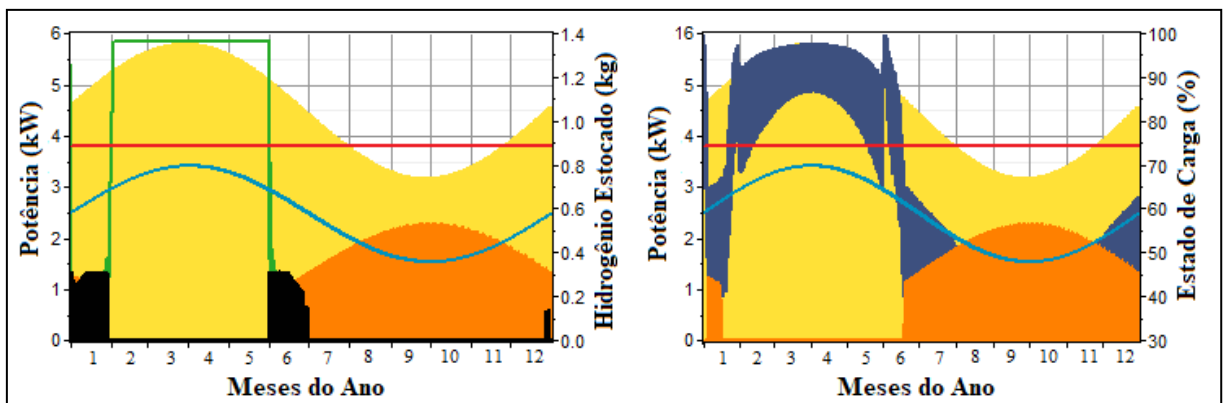 6 5 4 3 2 1 0
Potência (kW)
1.4 1.2 1.0 0.8 0.6 0.4 0.2 0.0
Hidrogênio Estocado (kg)
1 2 3 4 5 6 7 8 9 10 11 12
Meses do Ano
16 5 4 3 2 1 0
Potência (kW)
100 90 80 70 60 50 40 30
Estado de Carga (%)
1 2 3 4 5 6 7 8 9 10 11 12
Meses do Ano